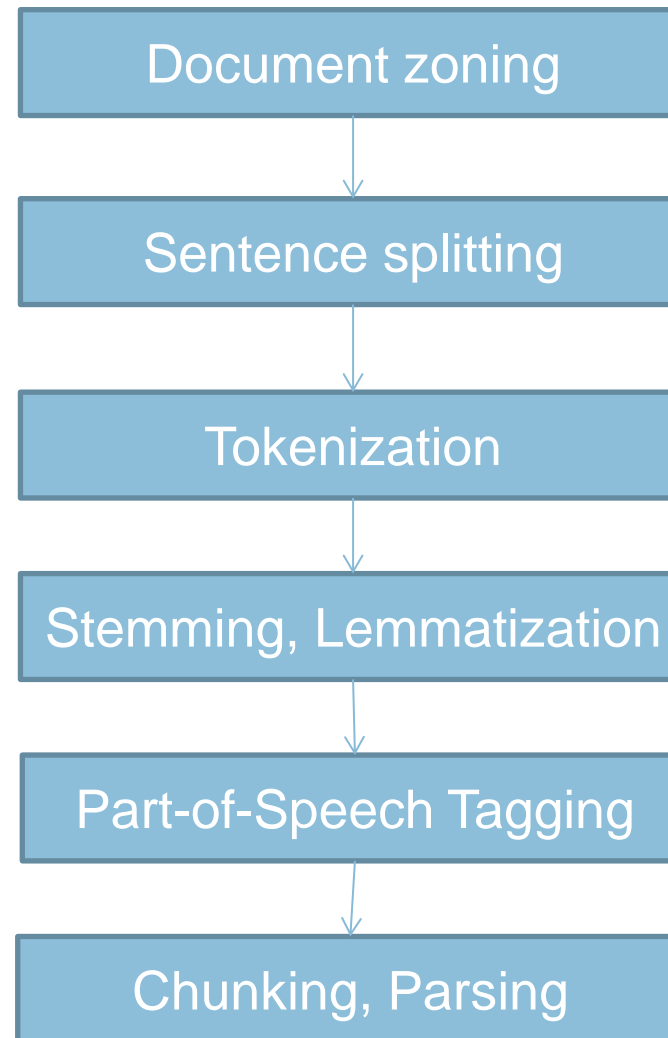 Document zoning
Sentence splitting
Tokenization
Stemming, Lemmatization
Part-of-Speech Tagging
Chunking, Parsing